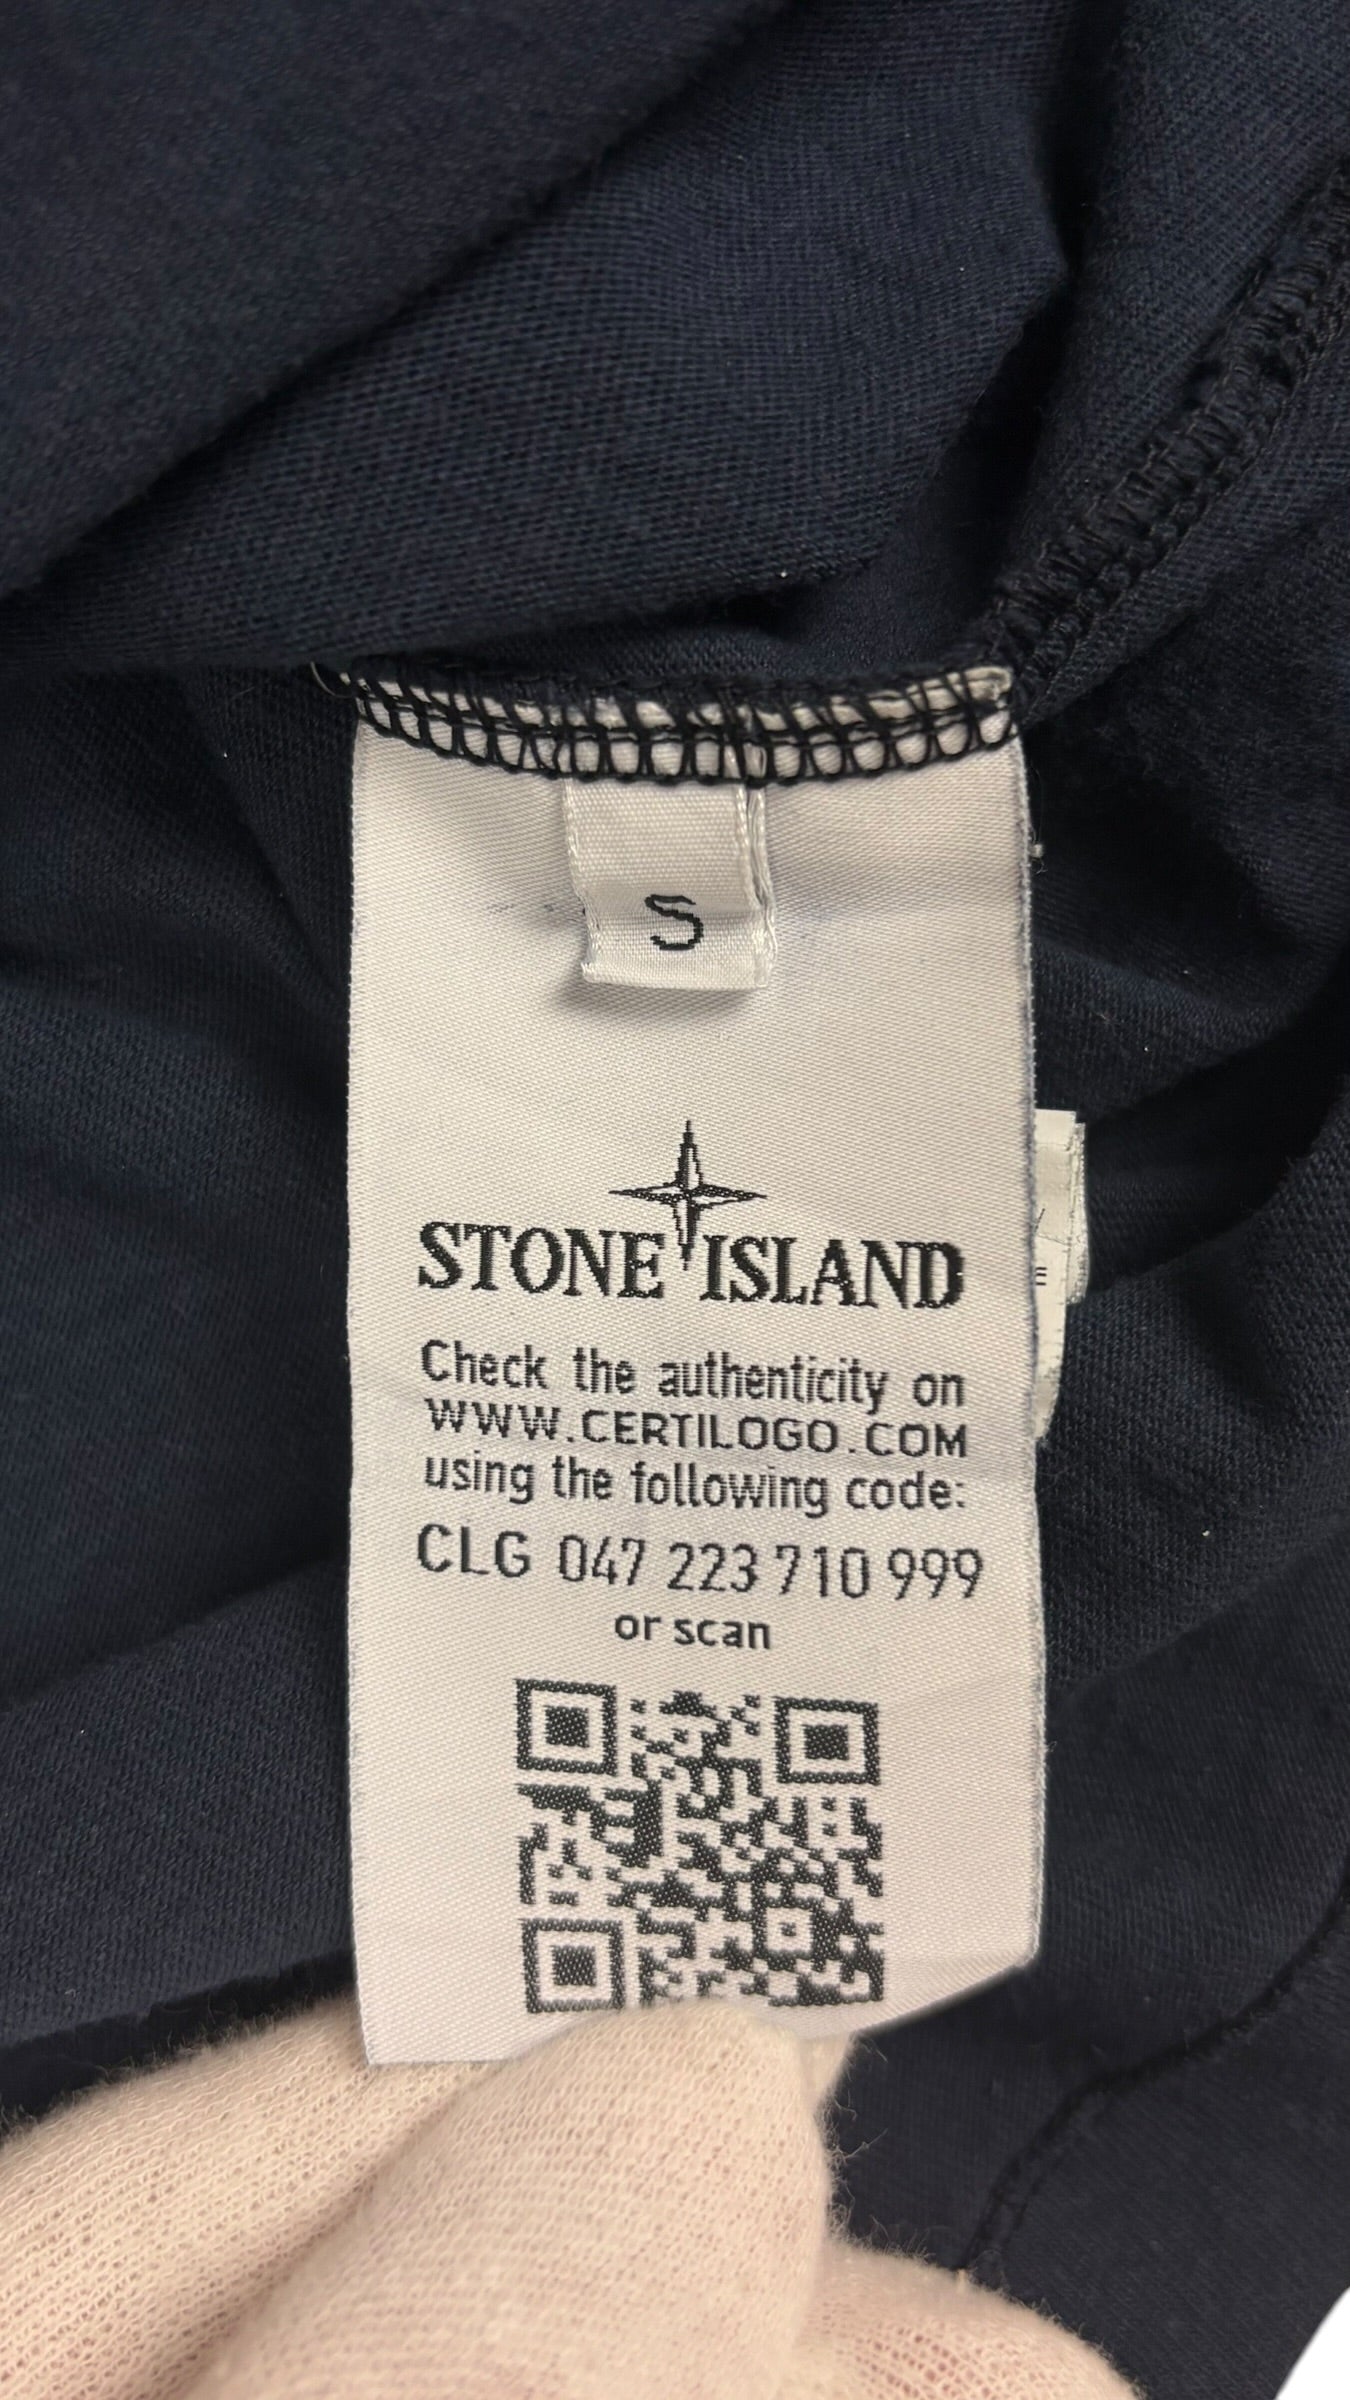 S
STONE ISLAND
Check the authenticity on
WWW.CERTILOGO.COM
using the following code:
CLG 047 223 710 999
or scan